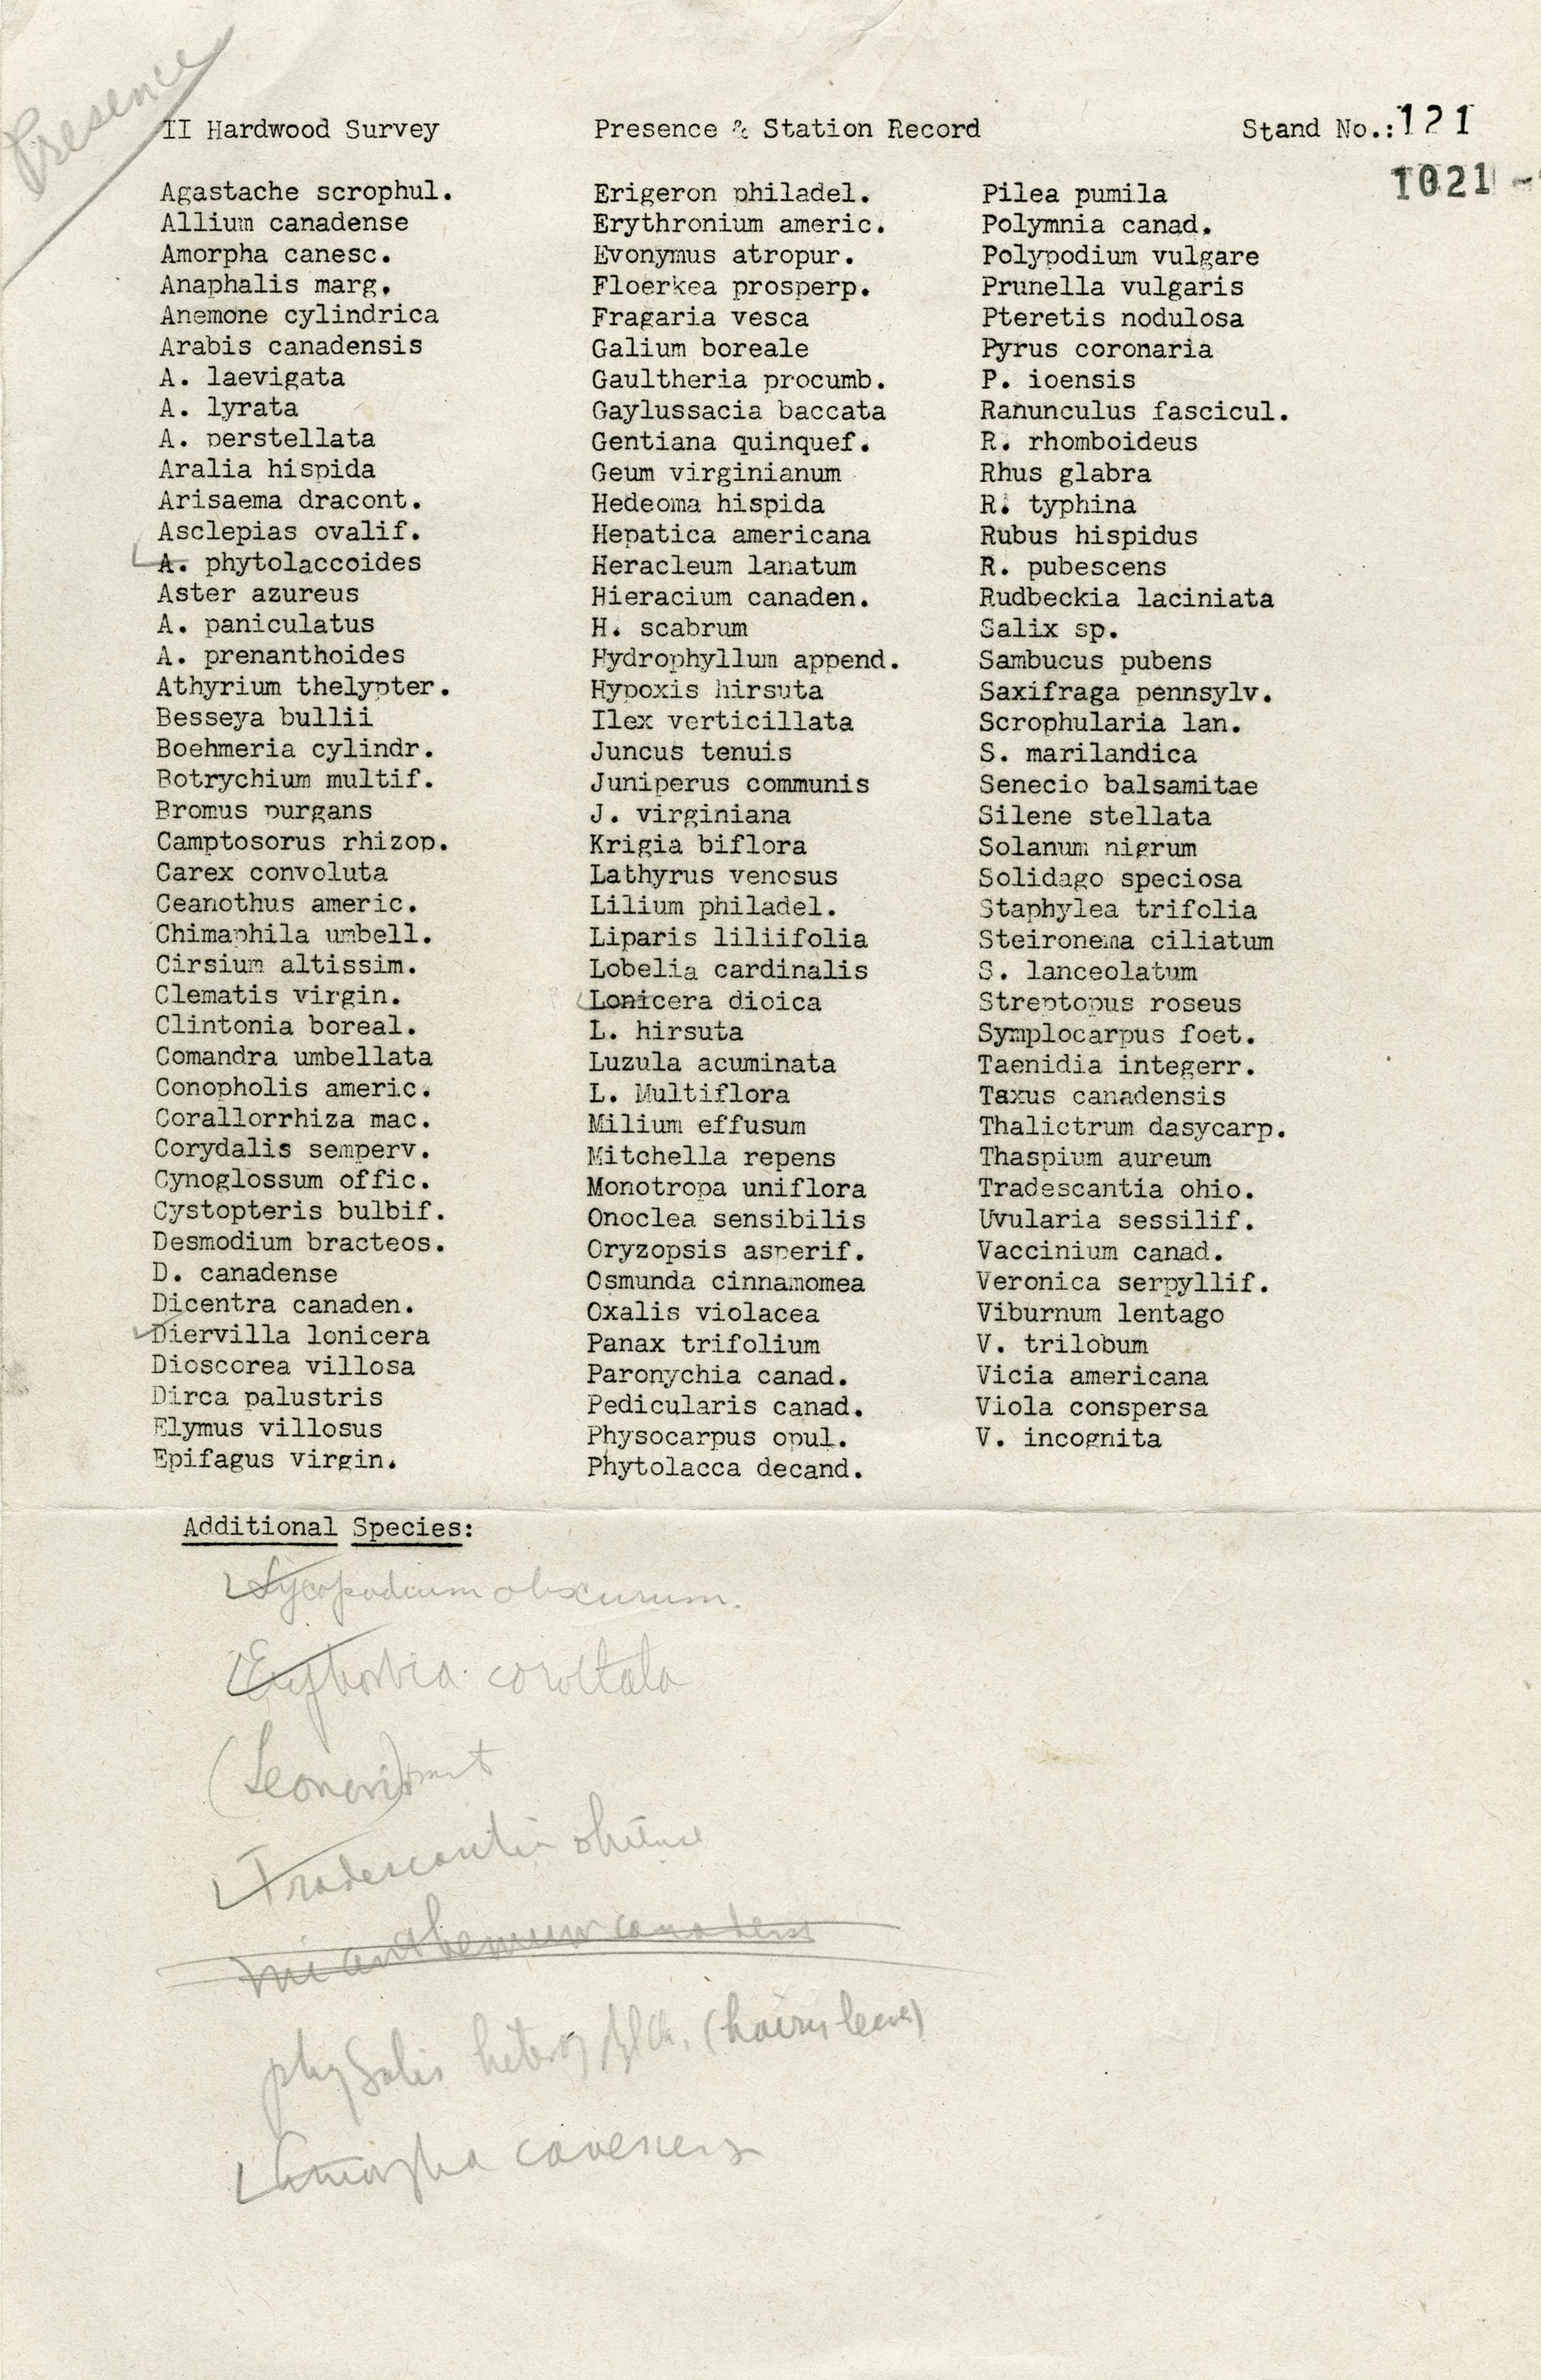 Presence
II Hardwood Survey
Presence & Station Record
Stand No.:121
1021 -
Agastache scrophul.
Allium canadense
Amorpha canesc.
Anaphalis marg.
Anemone cylindrica
Arabis canadensis
A. laevigata
A. lyrata
A. perstellata
Aralia hispida
Arisaema dracont.
Asclepias ovalif.
A. phytolaccoides
Aster azureus
A. paniculatus
A. prenanthoides
Athyrium thelypter.
Besseya bullii
Boehmeria cylindr.
Botrychium multif.
Bromus purgans
Camptosorus rhizop.
Carex convoluta
Ceanothus americ.
Chimaphila umbell.
Cirsium altissim.
Clematis virgin.
Clintonia boreal.
Comandra umbellata
Conopholis americ.
Corallorrhiza mac.
Corydalis semperv.
Cynoglossum offic.
Cystopteris bulbif.
Desmodium bracteos.
D. canadense
Dicentra canaden.
Diervilla lonicera
Dioscorea villosa
Dirca palustris
Elymus villosus
Epifagus virgin.
Erigeron philadel.
Erythronium americ.
Evonymus atropur.
Floerkea prosperp.
Fragaria vesca
Galium boreale
Gaultheria procumb.
Gaylussacia baccata
Gentiana quinquef.
Geum virginianum
Hedeoma hispida
Hepatica americana
Heracleum lanatum
Hieracium canaden.
H. scabrum
Hydrophyllum append.
Hypoxis hirsuta
Ilex verticillata
Juncus tenuis
Juniperus communis
J. virginiana
Krigia biflora
Lathyrus venosus
Lilium philadel.
Liparis liliifolia
Lobelia cardinalis
Lonicera dioica
L. hirsuta
Luzula acuminata
L. Multiflora
Milium effusum
Mitchella repens
Monotropa uniflora
Onoclea sensibilis
Oryzopsis asperif.
Osmunda cinnamomea
Oxalis violacea
Panax trifolium
Paronychia canad.
Pedicularis canad.
Physocarpus opul.
Phytolacca decand.
Pilea pumila
Polymnia canad.
Polypodium vulgare
Prunella vulgaris
Pteretis nodulosa
Pyrus coronaria
P. ioensis
Ranunculus fascicul.
R. rhomboideus
Rhus glabra
R. typhina
Rubus hispidus
R. pubescens
Rudbeckia laciniata
Salix sp.
Sambucus pubens
Saxifraga pennsylv.
Scrophularia lan.
S. marilandica
Senecio balsamitae
Silene stellata
Solanum nigrum
Solidago speciosa
Staphylea trifolia
Steironema ciliatum
S. lanceolatum
Streptopus roseus
Symplocarpus foet.
Taenidia integerr.
Taxus canadensis
Thalictrum dasycarp.
Thaspium aureum
Tradescantia ohio.
Uvularia sessilif.
Vaccinium canad.
Veronica serpyllif.
Viburnum lentago
V. trilobum
Vicia americana
Viola conspersa
V. incognita
Additional Species:
Lycopodium obscurum.
Euphorbia corollata
(Leonuris) mint
Tradescantia
physalis heterophylla. (hairy leaves)
Amorpha canescens